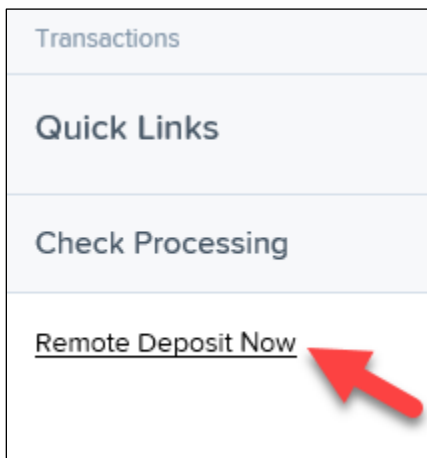 Transactions
Quick Links
Check Processing
Remote Deposit Now